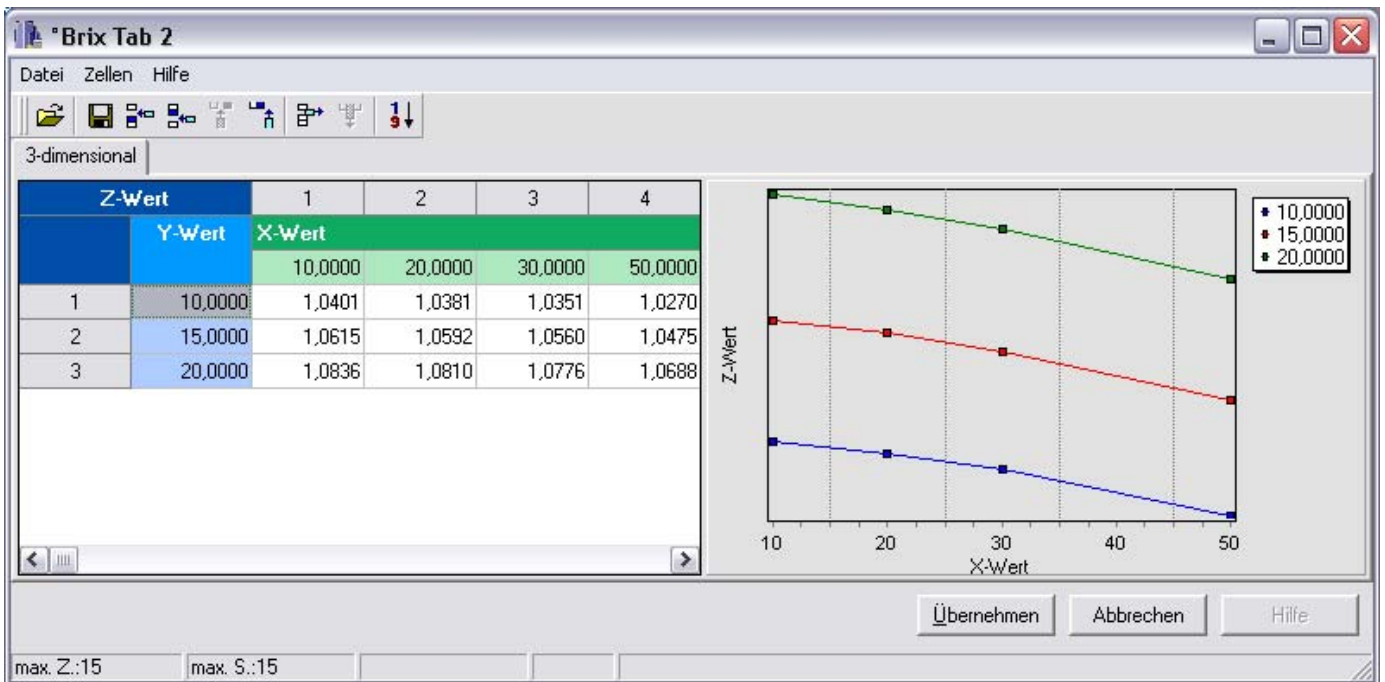 °Brix Tab 2
Datei Zellen Hilfe
3-dimensional
Z-Wert 1 2 3 4
Y-Wert X-Wert
10,0000 20,0000 30,0000 50,0000
1 10,0000 1,0401 1,0381 1,0351 1,0270
2 15,0000 1,0615 1,0592 1,0560 1,0475
3 20,0000 1,0836 1,0810 1,0776 1,0688
Z-Wert
10 20 30 40 50
X-Wert
10,0000
15,0000
20,0000
Übernehmen Abbrechen Hilfe
max. Z.:15 max. S.:15